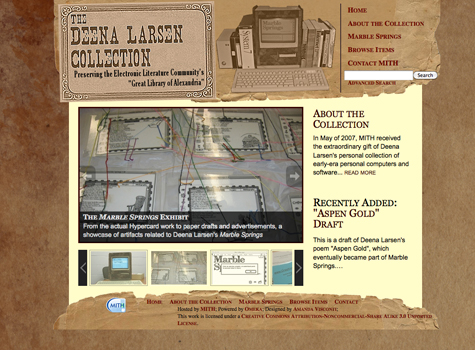 THE
DEENA LARSEN
COLLECTION
Preserving the Electronic Literature Community's
"Great Library of Alexandria"
HOME
ABOUT THE COLLECTION
MARBLE SPRINGS
BROWSE ITEMS
CONTACT MITH
Search
ADVANCED SEARCH
ABOUT THE
COLLECTION
In May of 2007, MITH received
the extraordinary gift of Deena
Larsen's personal collection of
early-era personal computers and
software... READ MORE
THE MARBLE SPRINGS EXHIBIT
From the actual Hypercard work to paper drafts and advertisements, a
showcase of artifacts related to Deena Larsen's Marble Springs
RECENTLY ADDED:
"ASPEN GOLD"
DRAFT
This is a draft of Deena Larsen's
poem "Aspen Gold", which
eventually became part of Marble
Springs....
Marble
MITH
HOME ABOUT THE COLLECTION MARBLE SPRINGS BROWSE ITEMS CONTACT
Hosted by MITH; Powered by OMEKA; Designed by AMANDA VISCONTI;
This work is licensed under a CREATIVE COMMONS ATTRIBUTION-NONCOMMERCIAL-SHARE ALIKE 3.0 UNPORTED
LICENSE.